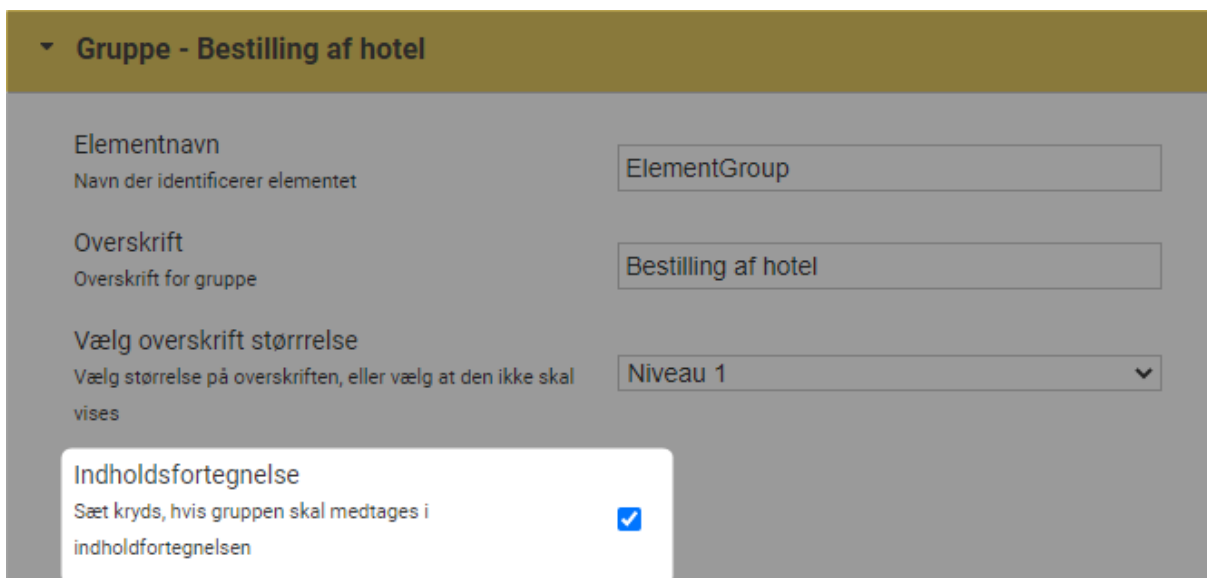 Gruppe - Bestilling af hotel
Elementnavn
Navn der identificerer elementet
ElementGroup
Overskrift
Overskrift for gruppe
Bestilling af hotel
Vælg overskrift størrrelse
Vælg størrelse på overskriften, eller vælg at den ikke skal
vises
Niveau 1
Indholdsfortegnelse
Sæt kryds, hvis gruppen skal medtages i
indholdfortegnelsen